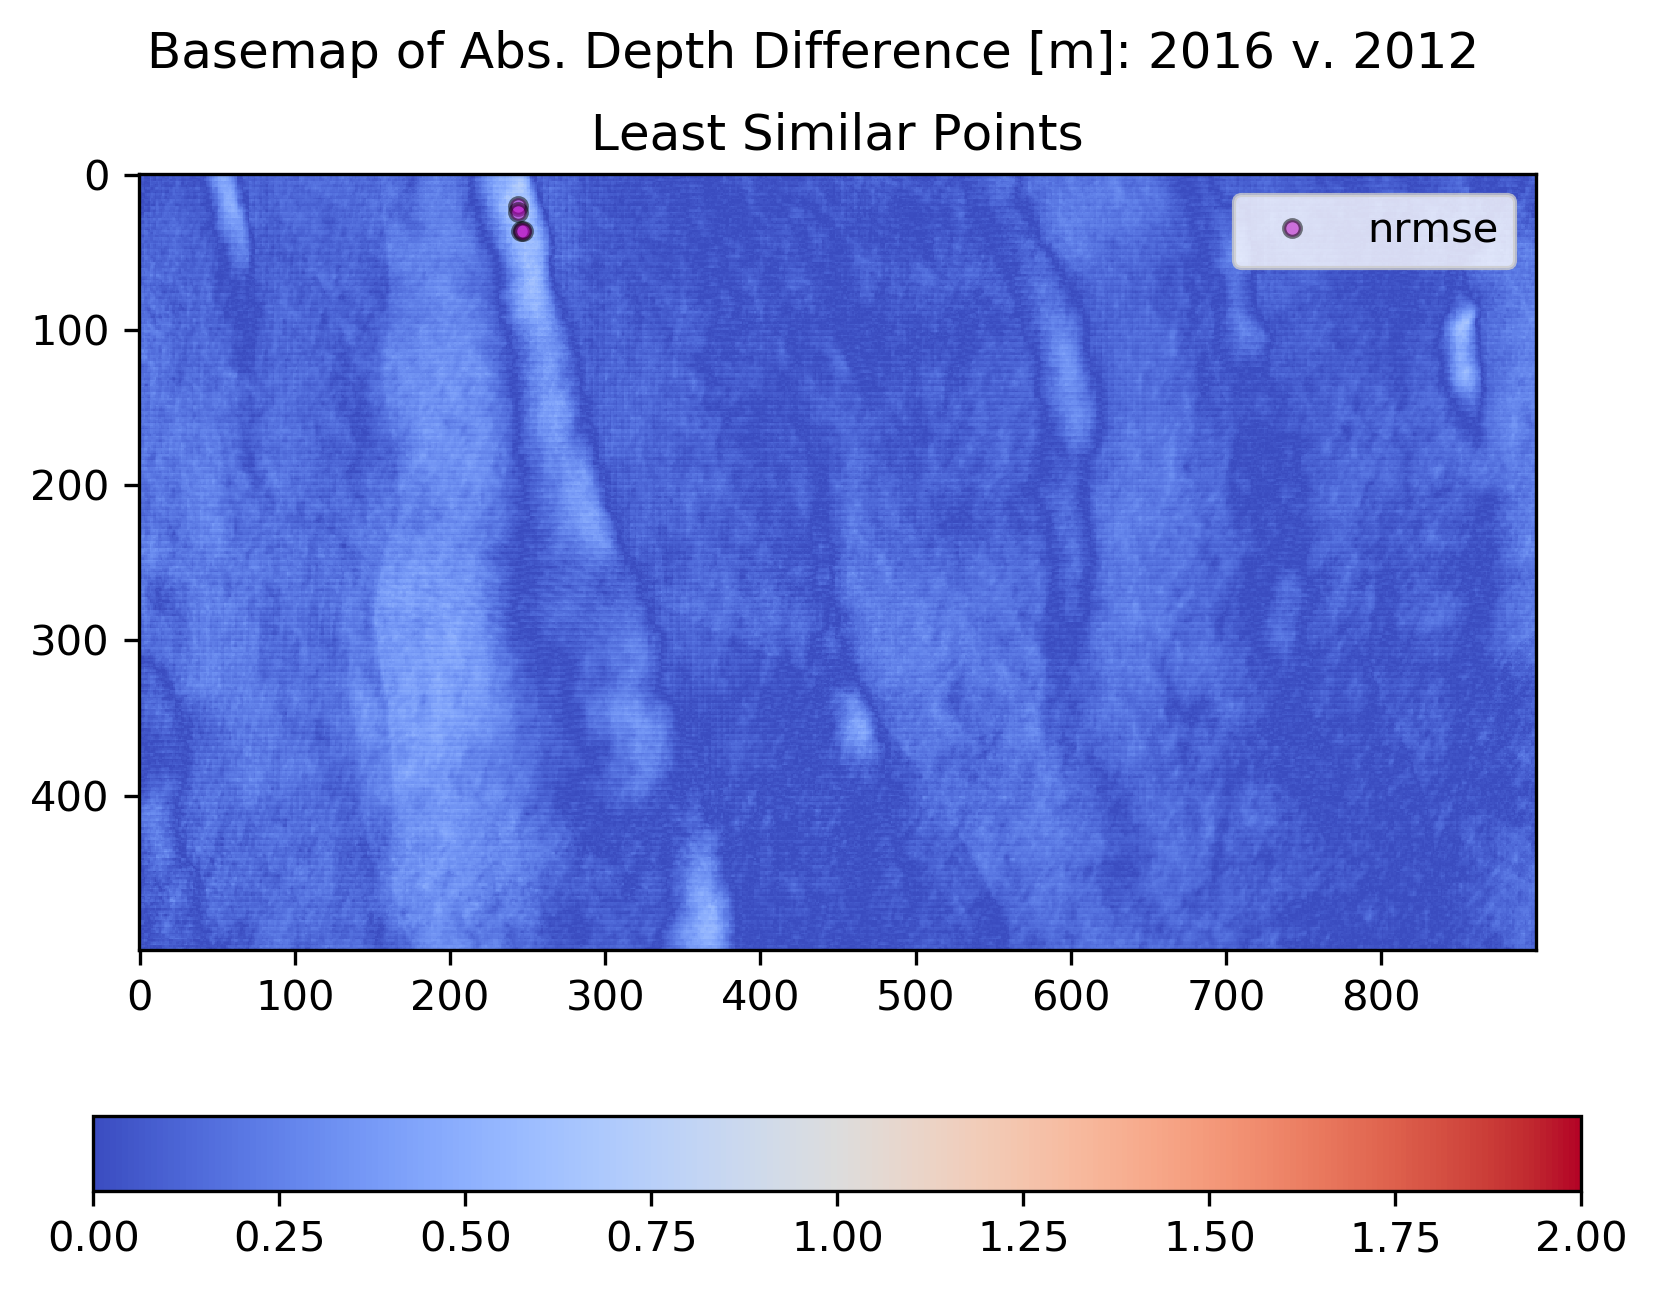 Basemap of Abs. Depth Difference [m]: 2016 v. 2012
Least Similar Points
nrmse
0
100
200
300
400
0 100 200 300 400 500 600 700 800
0.00 0.25 0.50 0.75 1.00 1.25 1.50 1.75 2.00